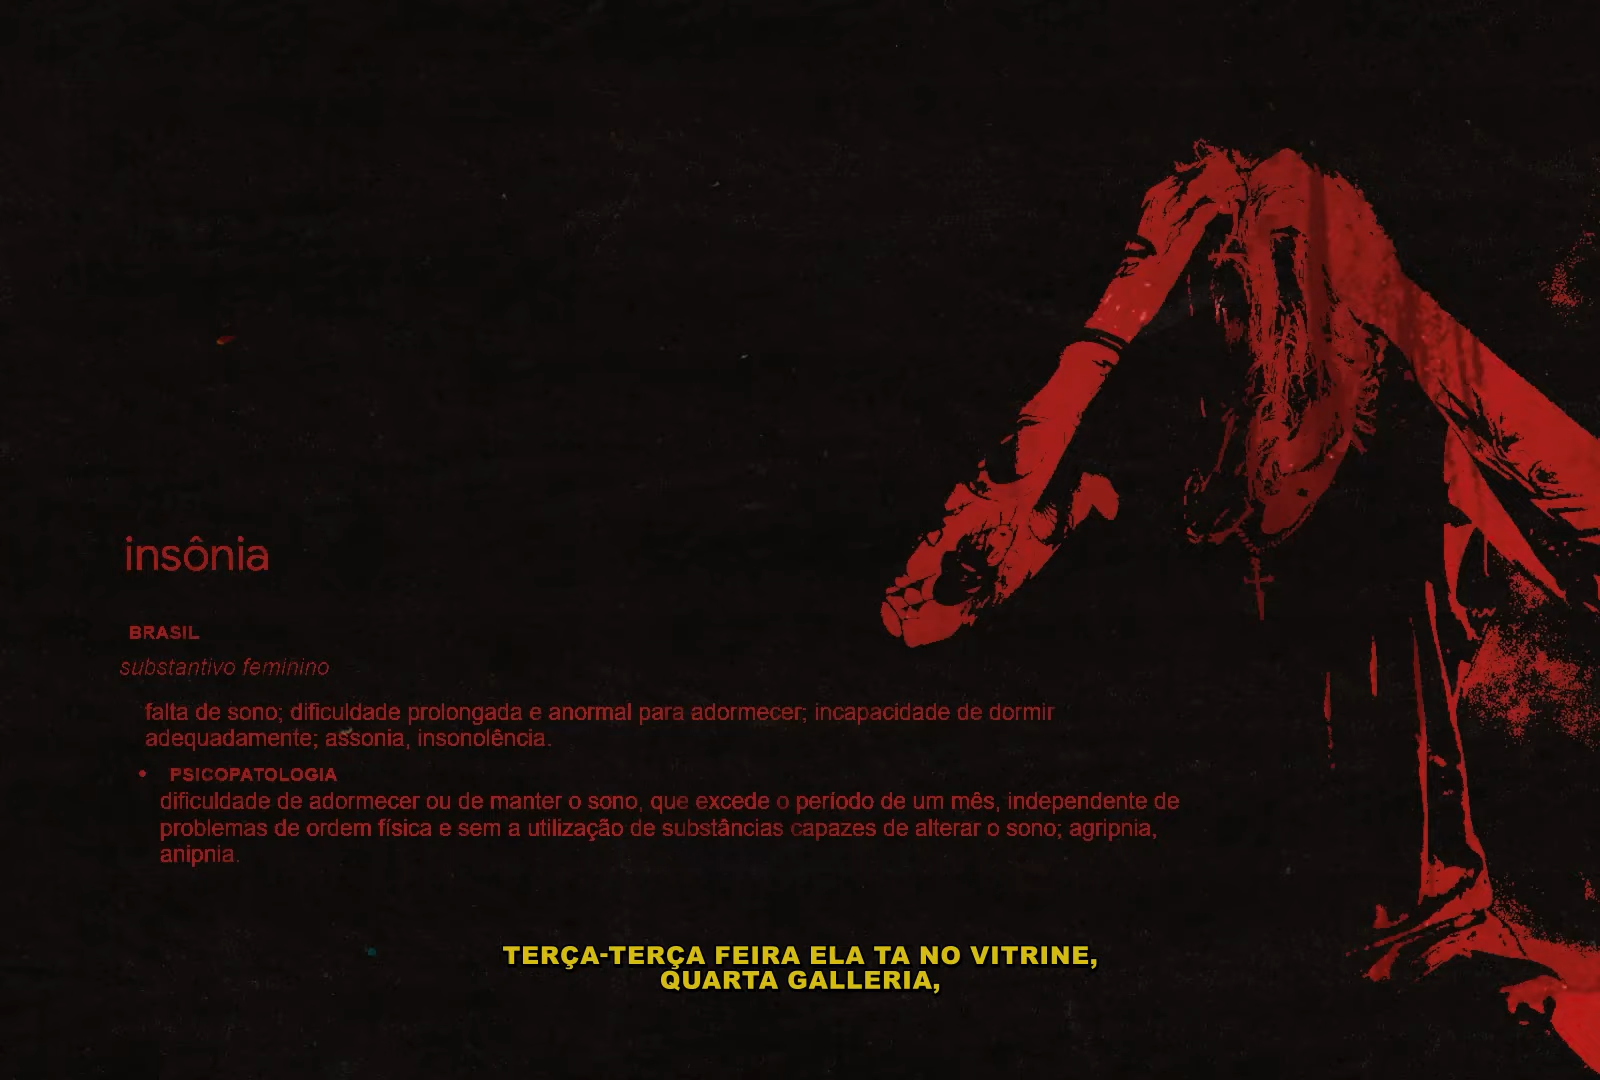 insônia
BRASIL
substantivo feminino
falta de sono; dificuldade prolongada e anormal para adormecer; incapacidade de dormir
adequadamente; assonia, insonolência.
• PSICOPATOLOGIA
dificuldade de adormecer ou de manter o sono, que excede o período de um mês, independente de
problemas de ordem física e sem a utilização de substâncias capazes de alterar o sono; agripnia,
anipnia.
TERÇA-TERÇA FEIRA ELA TA NO VITRINE,
QUARTA GALLERIA,